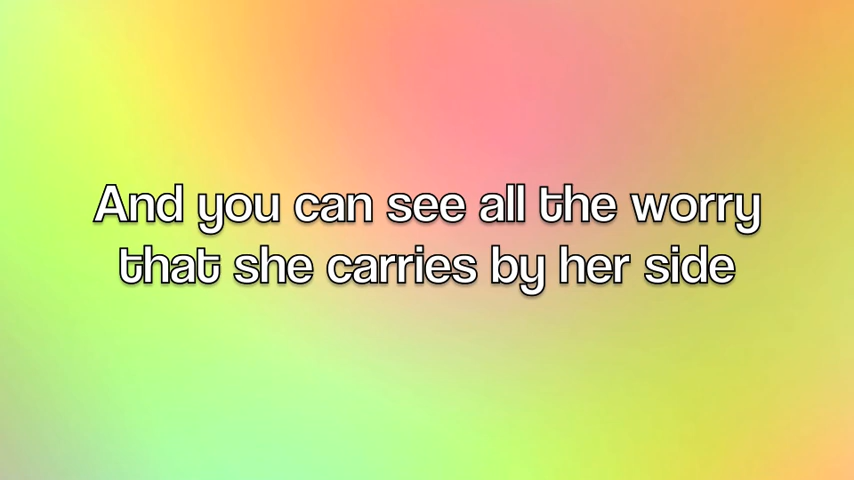 And you can see all the worry
that she carries by her side